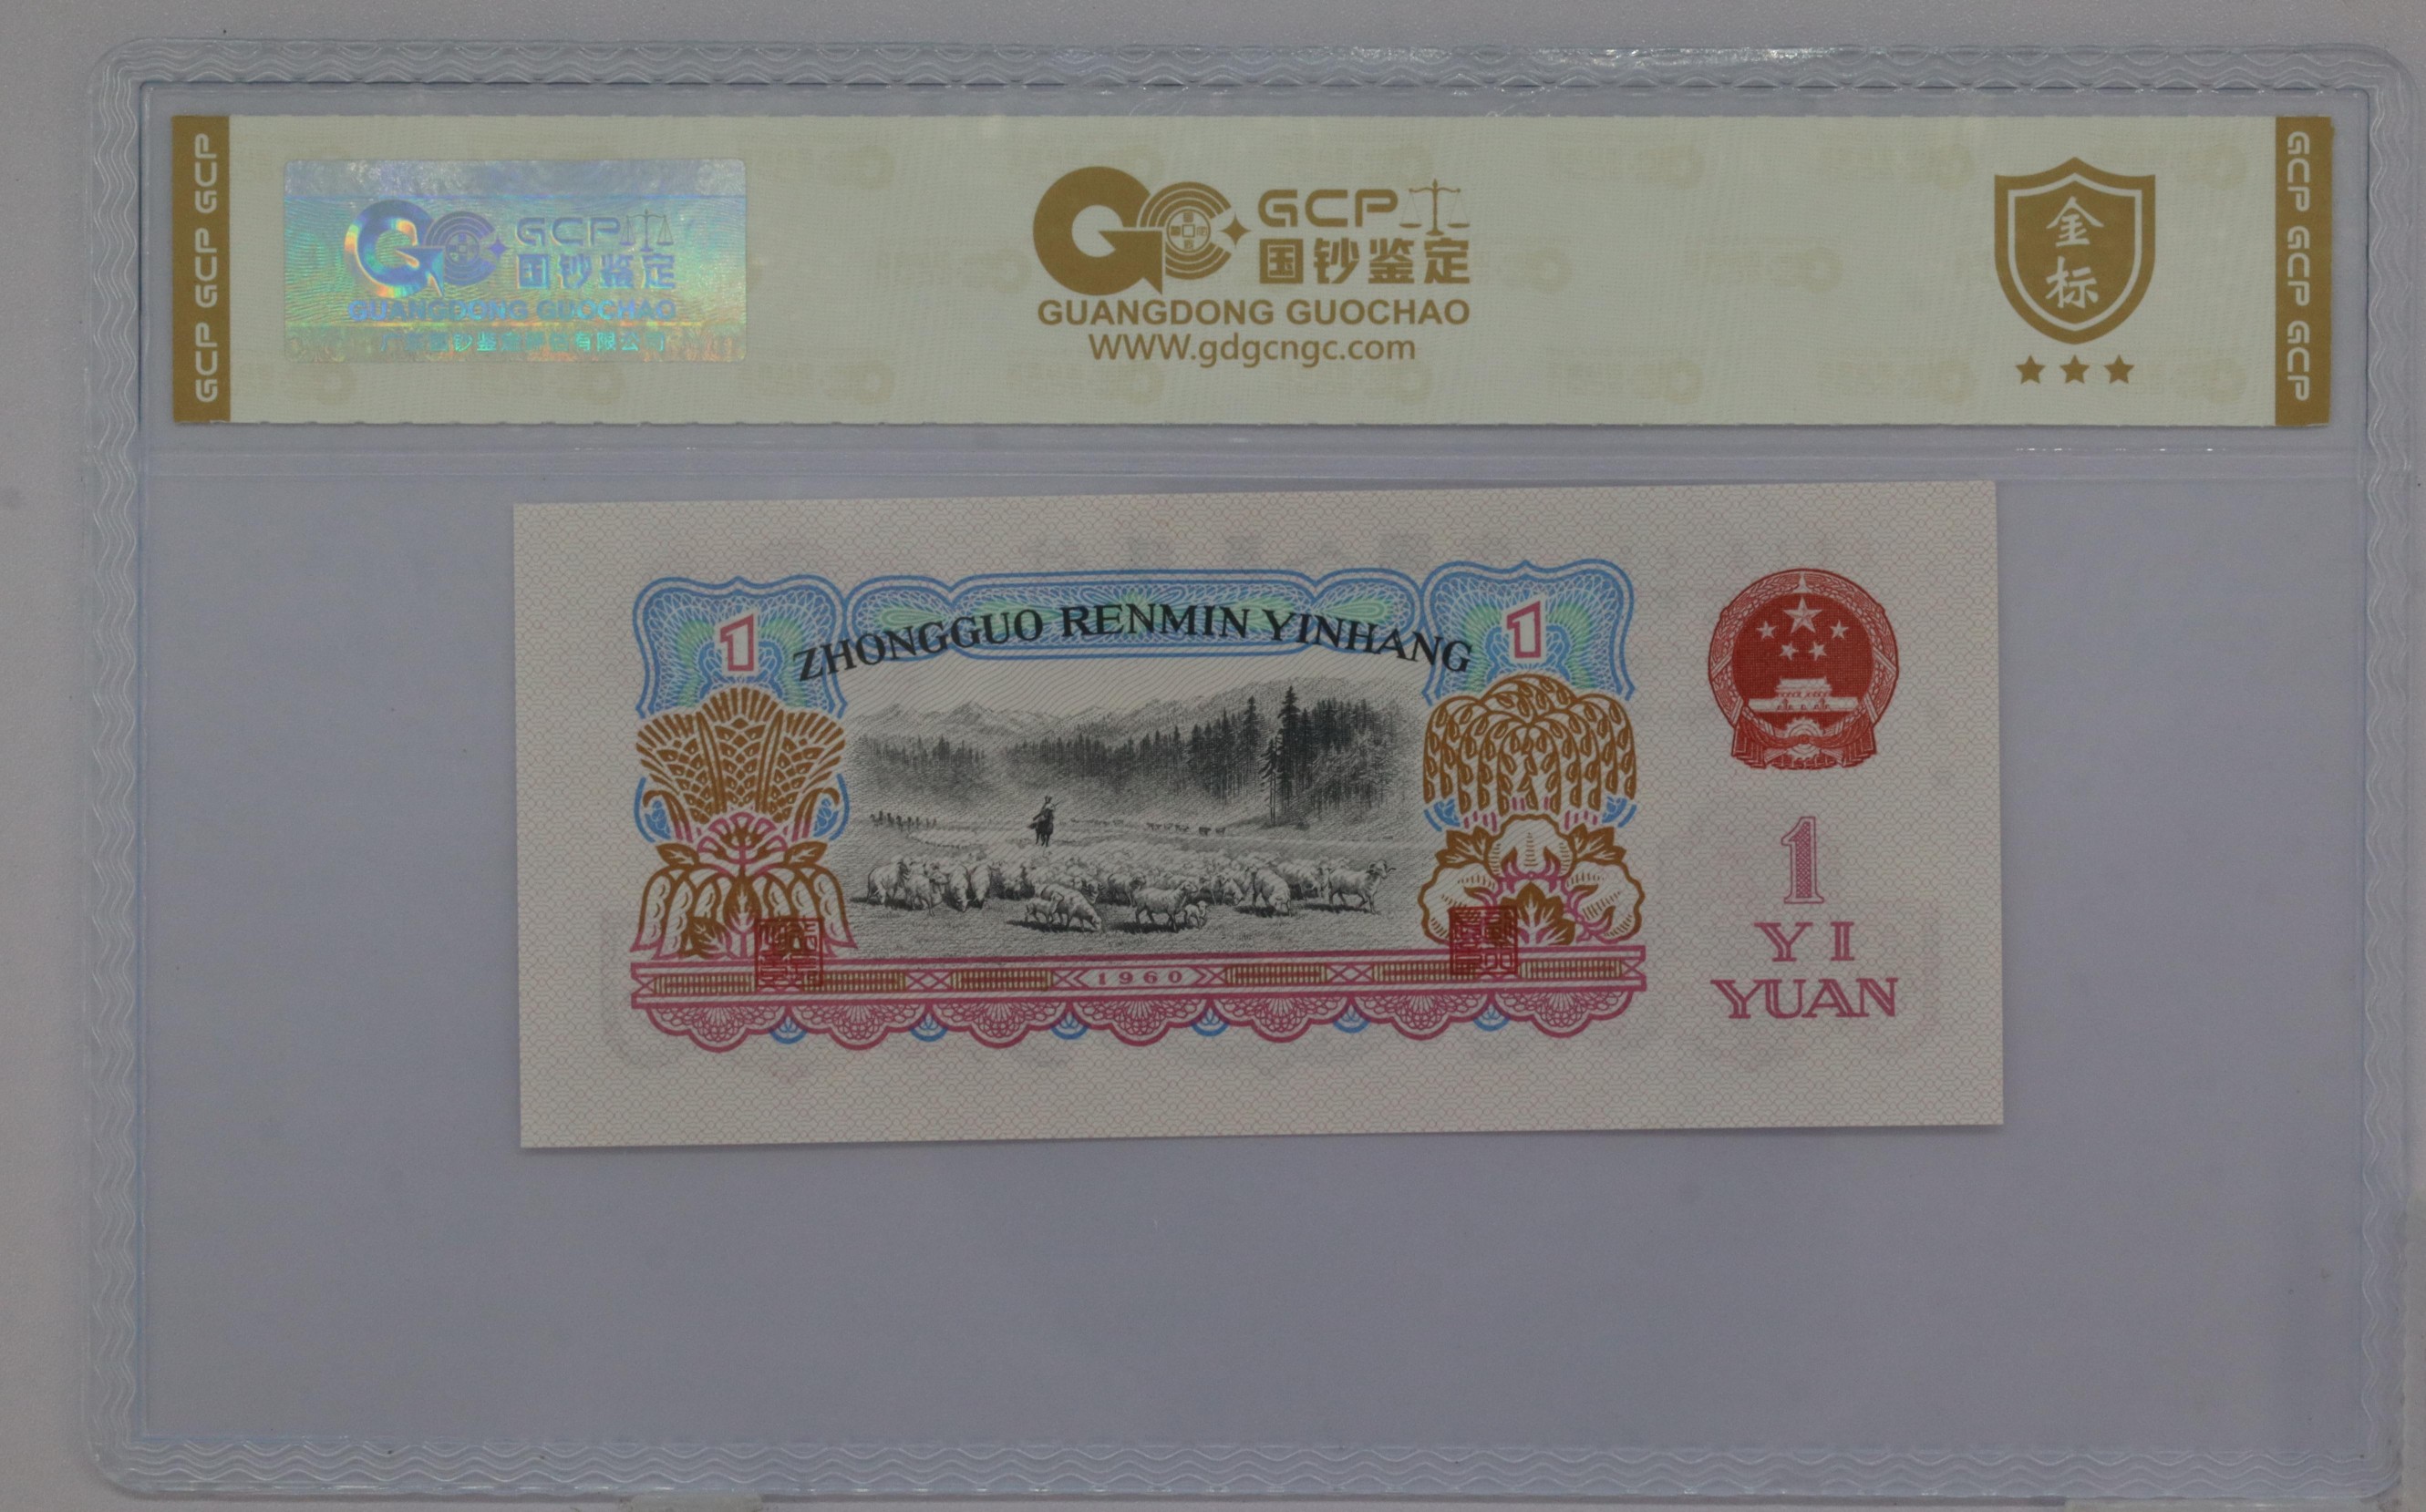 GCP GCP GCP
GCP
国钞鉴定
GUANGDONG GUOCHAO
GCP
国钞鉴定
GUANGDONG GUOCHAO
WWW.gdgcngc.com
金
标
GCP GCP GCP
ZHONGGUO RENMIN YINHANG
1
1
1960
1
YI
YUAN